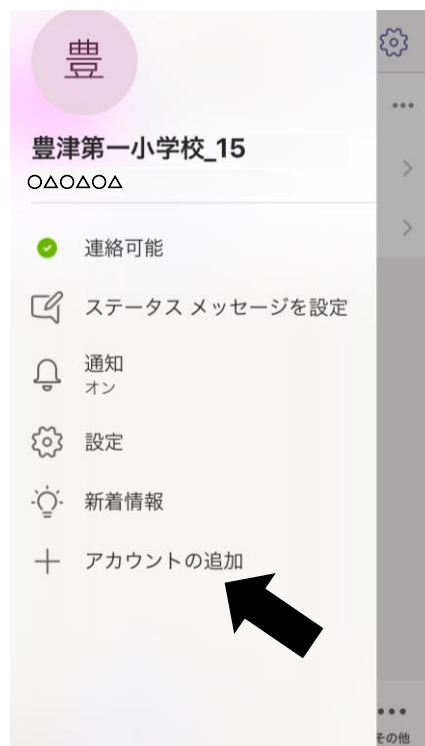 豊
豊津第一小学校_15
○△○△○△
連絡可能
ステータス メッセージを設定
通知
オン
設定
新着情報
アカウントの追加
その他